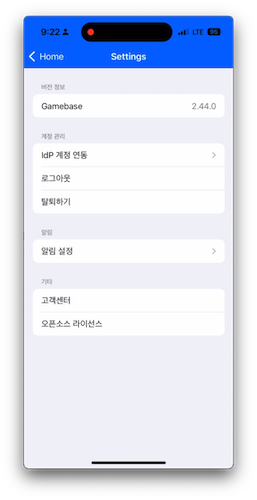 9:22
LTE
Home
Settings
버전 정보
Gamebase 2.44.0
계정 관리
IdP 계정 연동
로그아웃
탈퇴하기
알림
알림 설정
기타
고객센터
오픈소스 라이선스